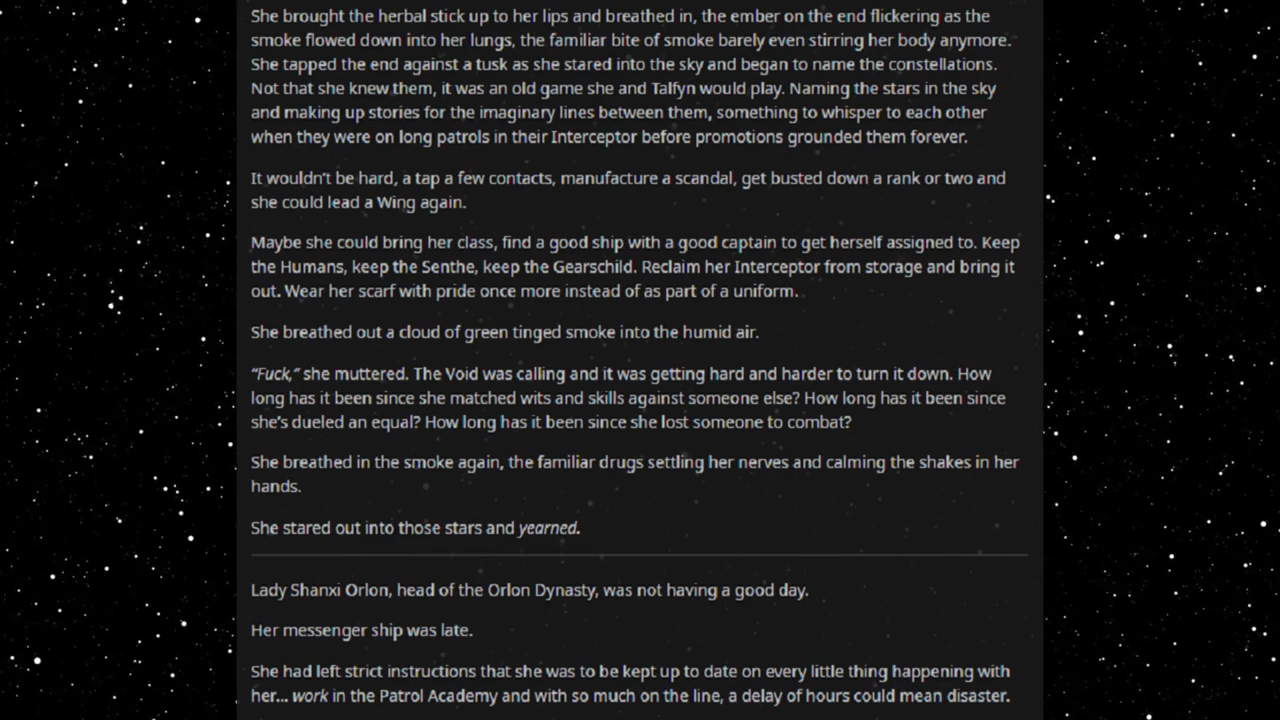 She brought the herbal stick up to her lips and breathed in, the ember on the end flickering as the
smoke flowed down into her lungs, the familiar bite of smoke barely even stirring her body anymore.
She tapped the end against a tusk as she stared into the sky and began to name the constellations.
Not that she knew them, it was an old game she and Talfyn would play. Naming the stars in the sky
and making up stories for the imaginary lines between them, something to whisper to each other
when they were on long patrols in their Interceptor before promotions grounded them forever.
It wouldn't be hard, a tap a few contacts, manufacture a scandal, get busted down a rank or two and
she could lead a Wing again.
Maybe she could bring her class, find a good ship with a good captain to get herself assigned to. Keep
the Humans, keep the Senthe, keep the Gearschild. Reclaim her Interceptor from storage and bring it
out. Wear her scarf with pride once more instead of as part of a uniform.
She breathed out a cloud of green tinged smoke into the humid air.
“Fuck,” she muttered. The Void was calling and it was getting hard and harder to turn it down. How
long has it been since she matched wits and skills against someone else? How long has it been since
she's dueled an equal? How long has it been since she lost someone to combat?
She breathed in the smoke again, the familiar drugs settling her nerves and calming the shakes in her
hands.
She stared out into those stars and yearned.
Lady Shanxi Orlon, head of the Orlon Dynasty, was not having a good day.
Her messenger ship was late.
She had left strict instructions that she was to be kept up to date on every little thing happening with
her... work in the Patrol Academy and with so much on the line, a delay of hours could mean disaster.